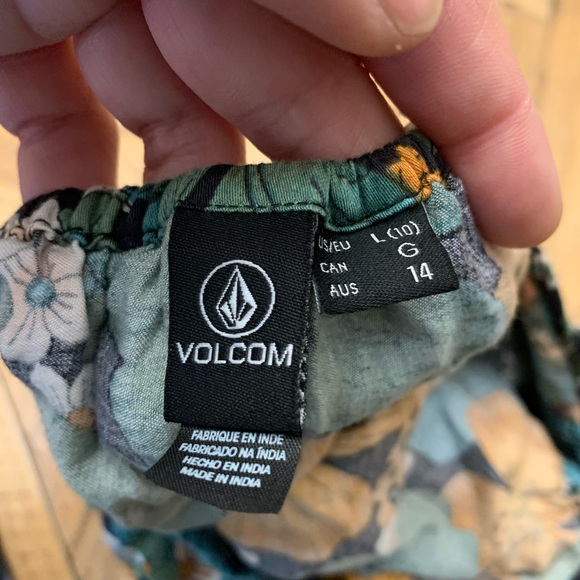 VOLCOM
US/EU L (10)
CAN G
AUS 14
FABRIQUE EN INDE
FABRICADO NA ÍNDIA
HECHO EN INDIA
MADE IN INDIA